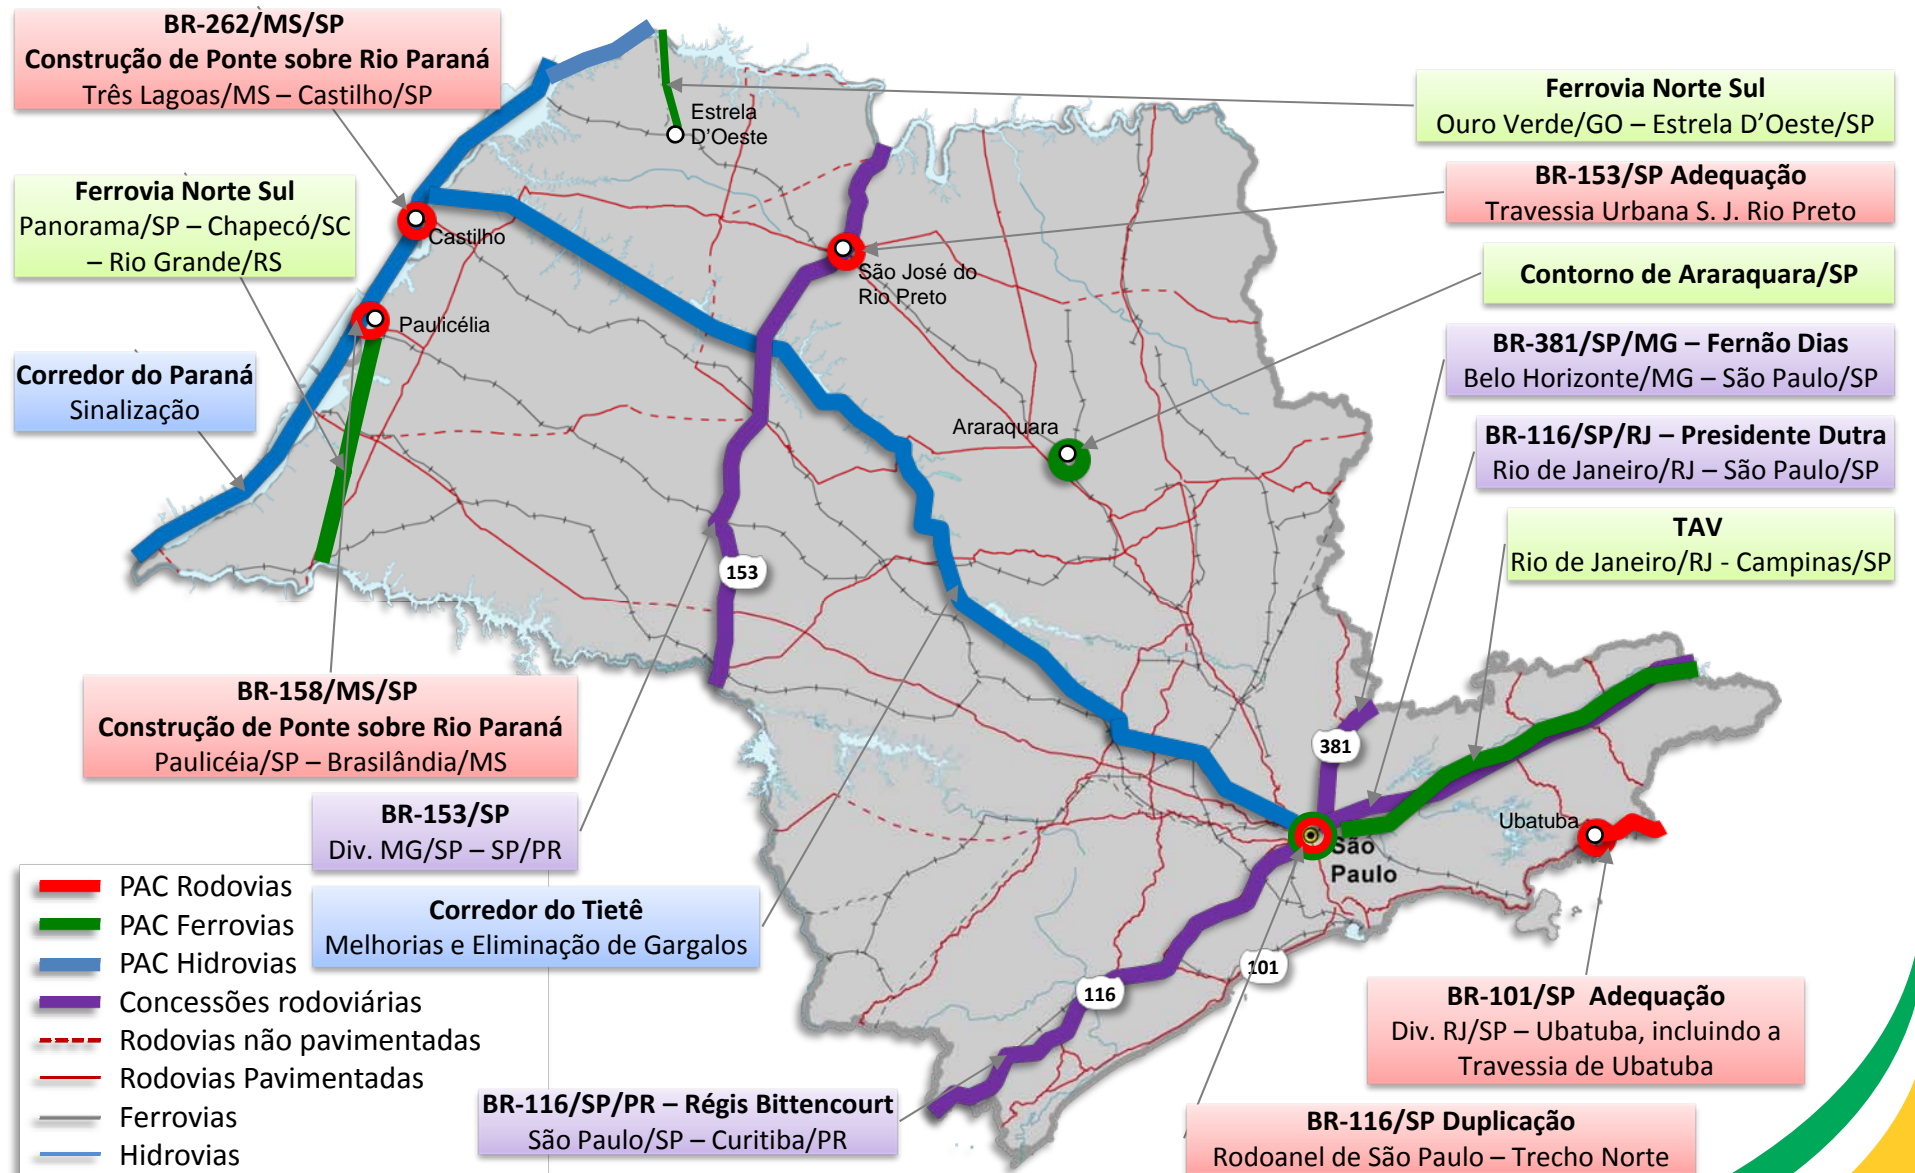 BR-262/MS/SP
Construção de Ponte sobre Rio Paraná
Três Lagoas/MS – Castilho/SP
Ferrovia Norte Sul
Panorama/SP – Chapecó/SC
– Rio Grande/RS
Corredor do Paraná
Sinalização
Ferrovia Norte Sul
Ouro Verde/GO – Estrela D’Oeste/SP
BR-153/SP Adequação
Travessia Urbana S. J. Rio Preto
Contorno de Araraquara/SP
BR-381/SP/MG – Fernão Dias
Belo Horizonte/MG – São Paulo/SP
BR-116/SP/RJ – Presidente Dutra
Rio de Janeiro/RJ – São Paulo/SP
TAV
Rio de Janeiro/RJ - Campinas/SP
Estrela
D’Oeste
Castilho
São José do
Rio Preto
Paulicélia
Araraquara
153
381
Ubatuba
São
Paulo
101
116
BR-158/MS/SP
Construção de Ponte sobre Rio Paraná
Paulicéia/SP – Brasilândia/MS
BR-153/SP
Div. MG/SP – SP/PR
Corredor do Tietê
Melhorias e Eliminação de Gargalos
BR-116/SP/PR – Régis Bittencourt
São Paulo/SP – Curitiba/PR
BR-101/SP Adequação
Div. RJ/SP – Ubatuba, incluindo a
Travessia de Ubatuba
BR-116/SP Duplicação
Rodoanel de São Paulo – Trecho Norte
PAC Rodovias
PAC Ferrovias
PAC Hidrovias
Concessões rodoviárias
Rodovias não pavimentadas
Rodovias Pavimentadas
Ferrovias
Hidrovias